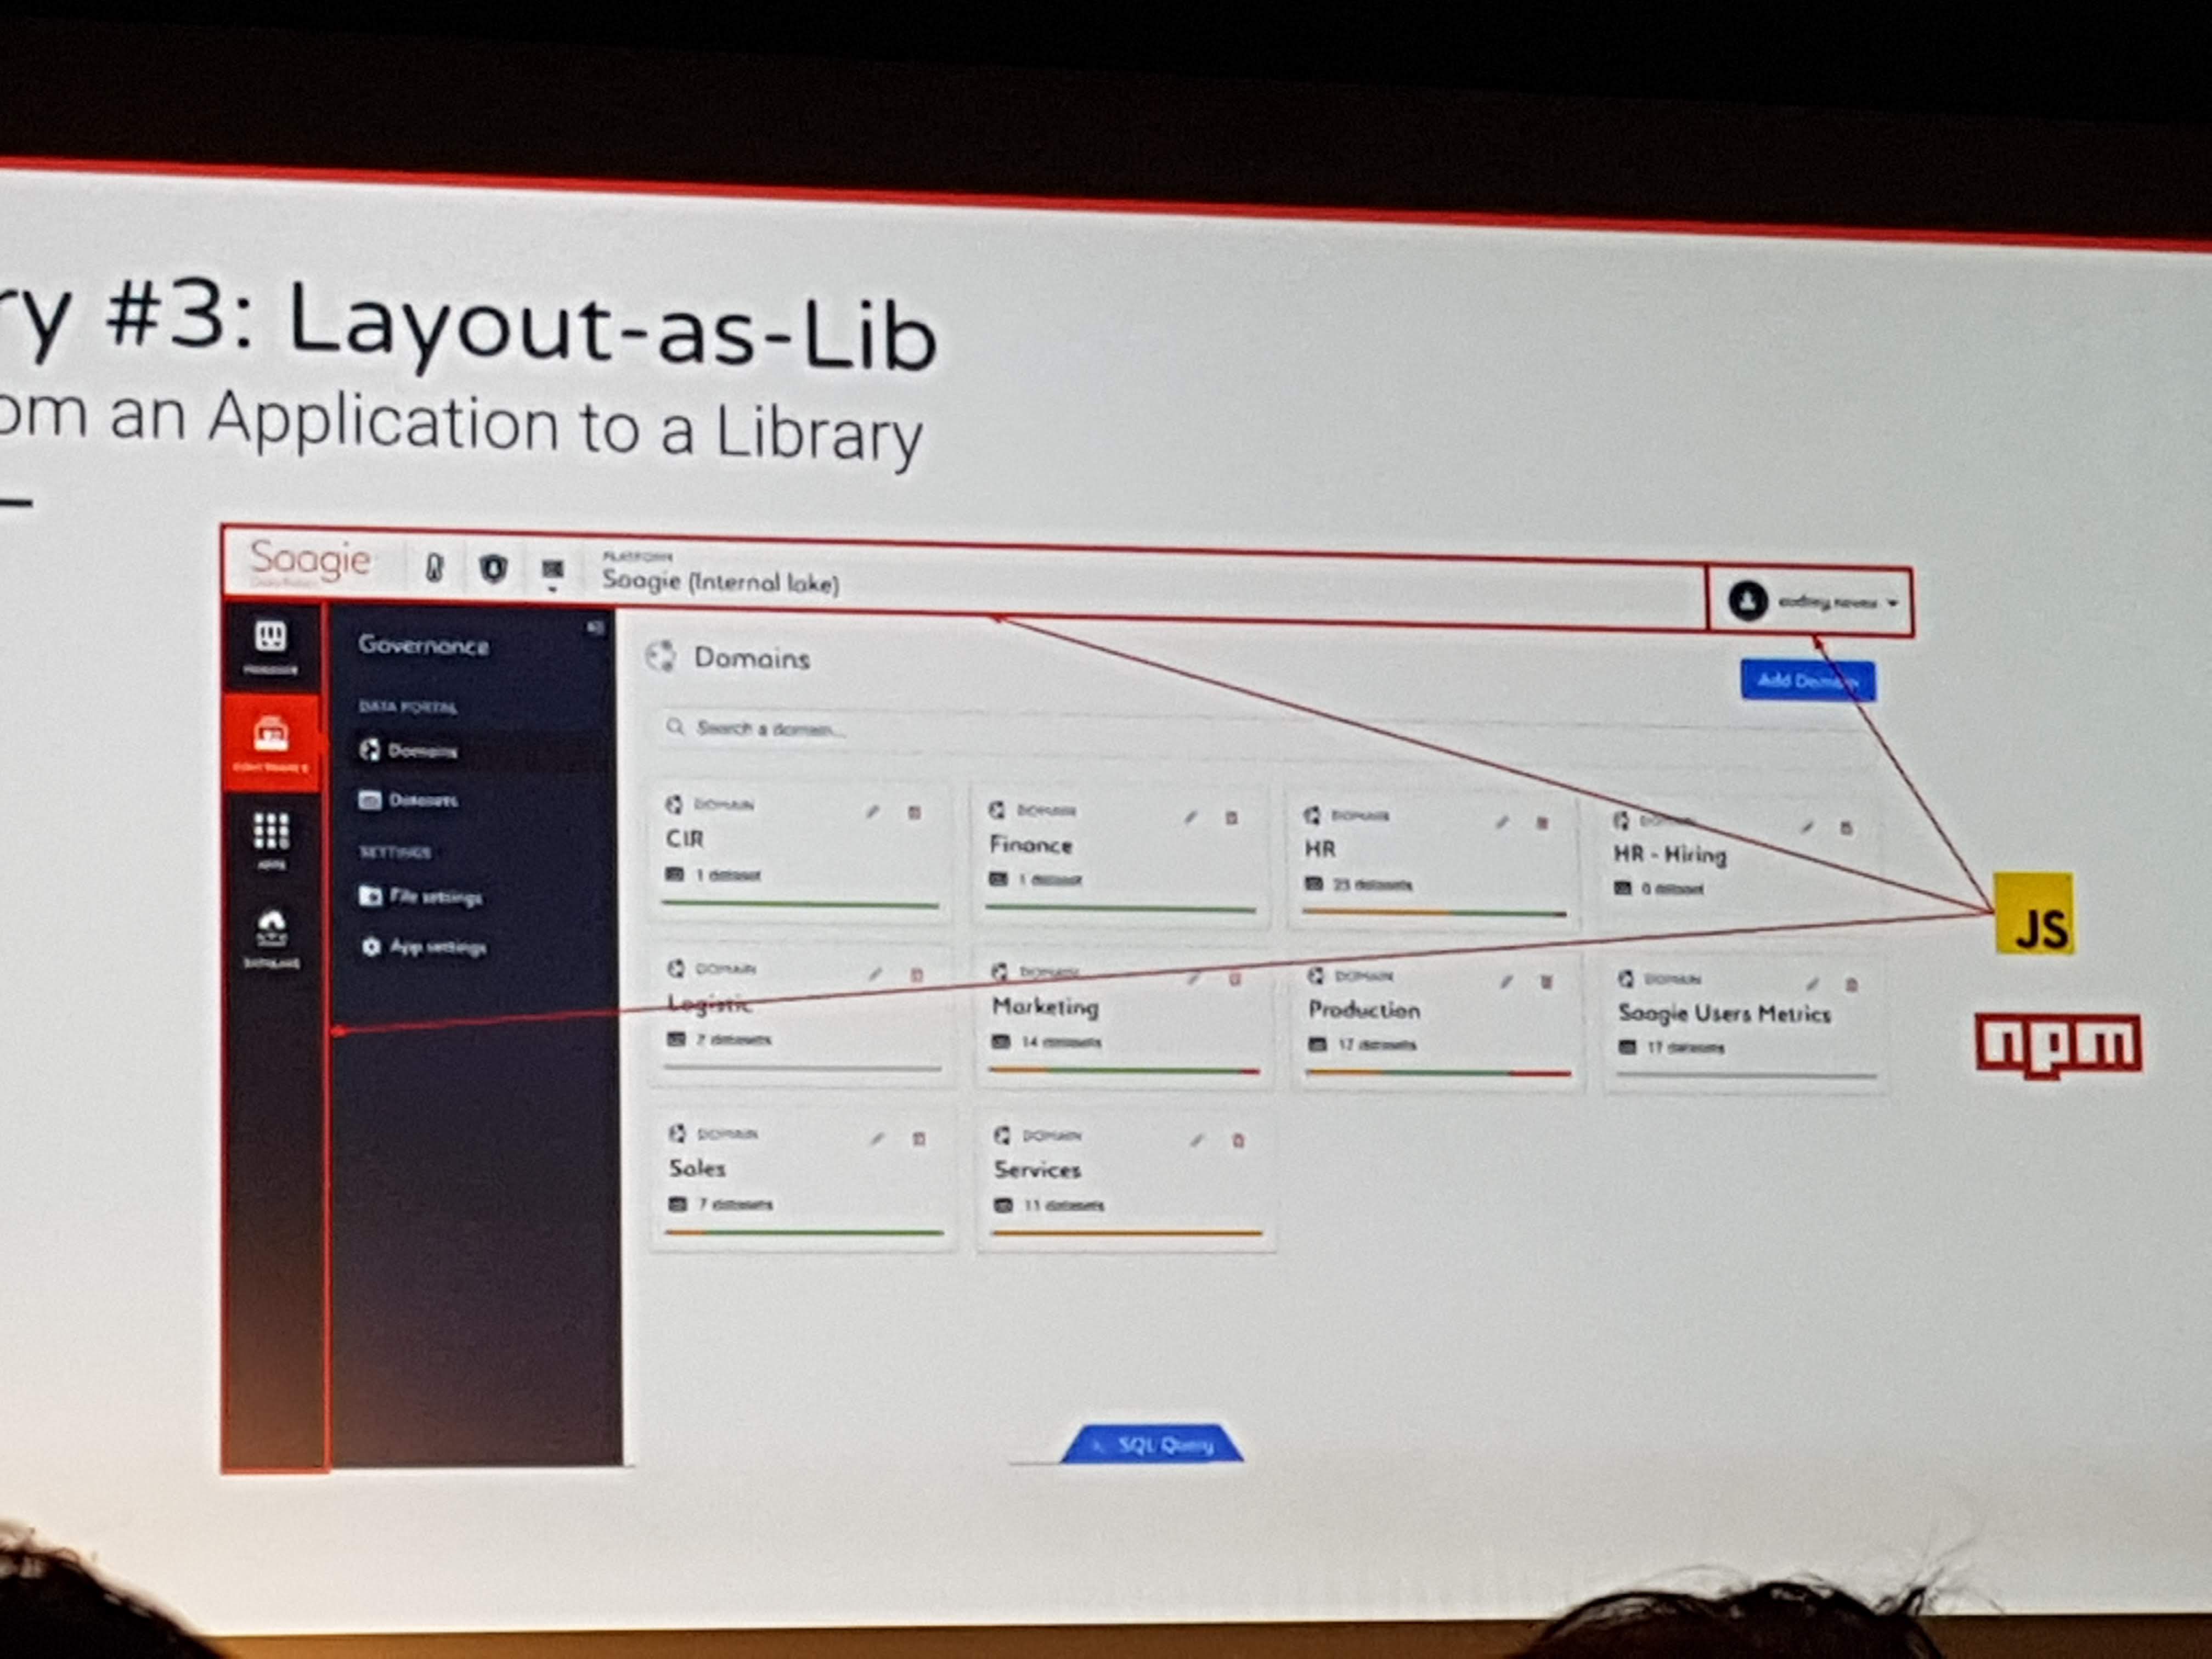 ry #3: Layout-as-Lib
om an Application to a Library
Saagie
PLATFORM
Saagie (Internal lake)
Governance
DATA PORTAL
Domains
Datasets
SETTINGS
File settings
App settings
APPS
Domains
Add Domain
Search a domain...
DOMAIN
CIR
1 dataset
DOMAIN
Finance
1 dataset
DOMAIN
HR
23 datasets
DOMAIN
HR - Hiring
0 dataset
DOMAIN
Logistic
7 datasets
DOMAIN
Marketing
14 datasets
DOMAIN
Production
17 datasets
DOMAIN
Saagie Users Metrics
17 datasets
DOMAIN
Sales
7 datasets
DOMAIN
Services
11 datasets
SQL Query
JS
npm